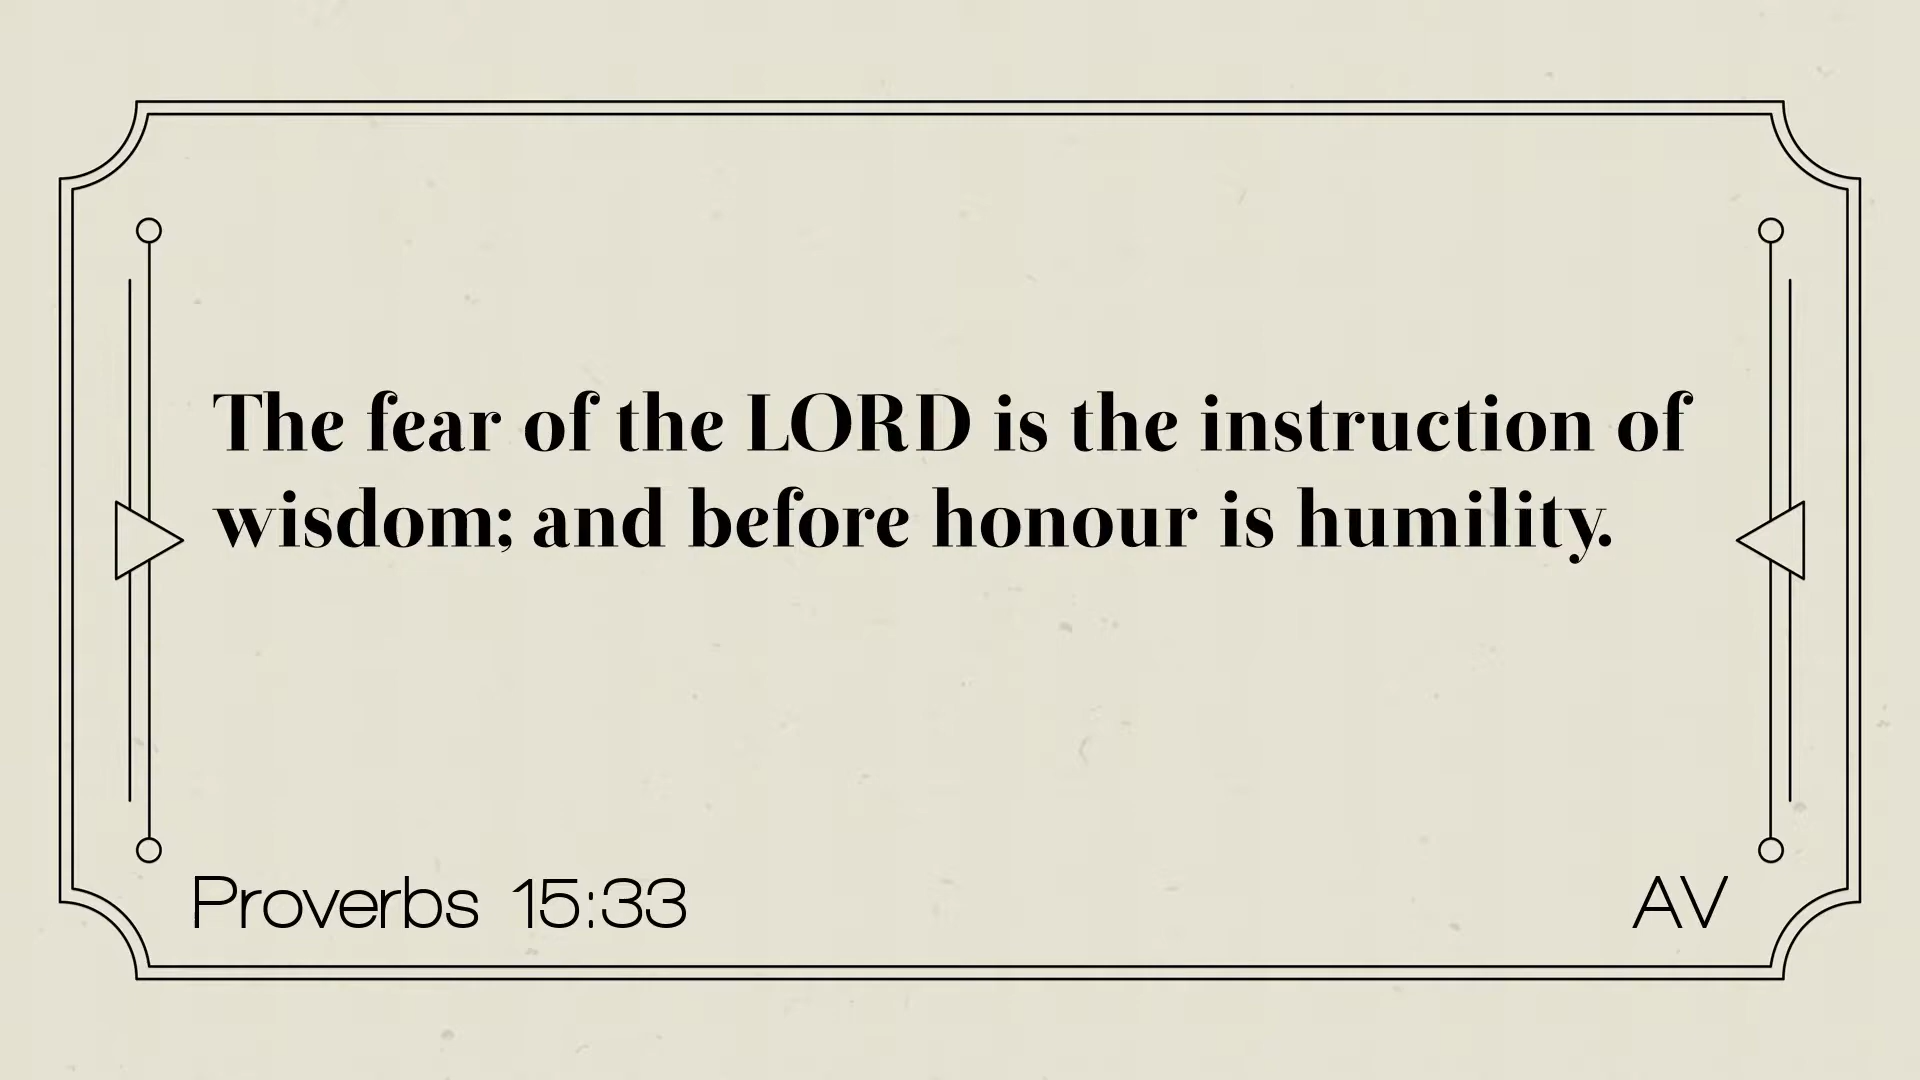 The fear of the LORD is the instruction of
wisdom; and before honour is humility.
Proverbs 15:33
AV